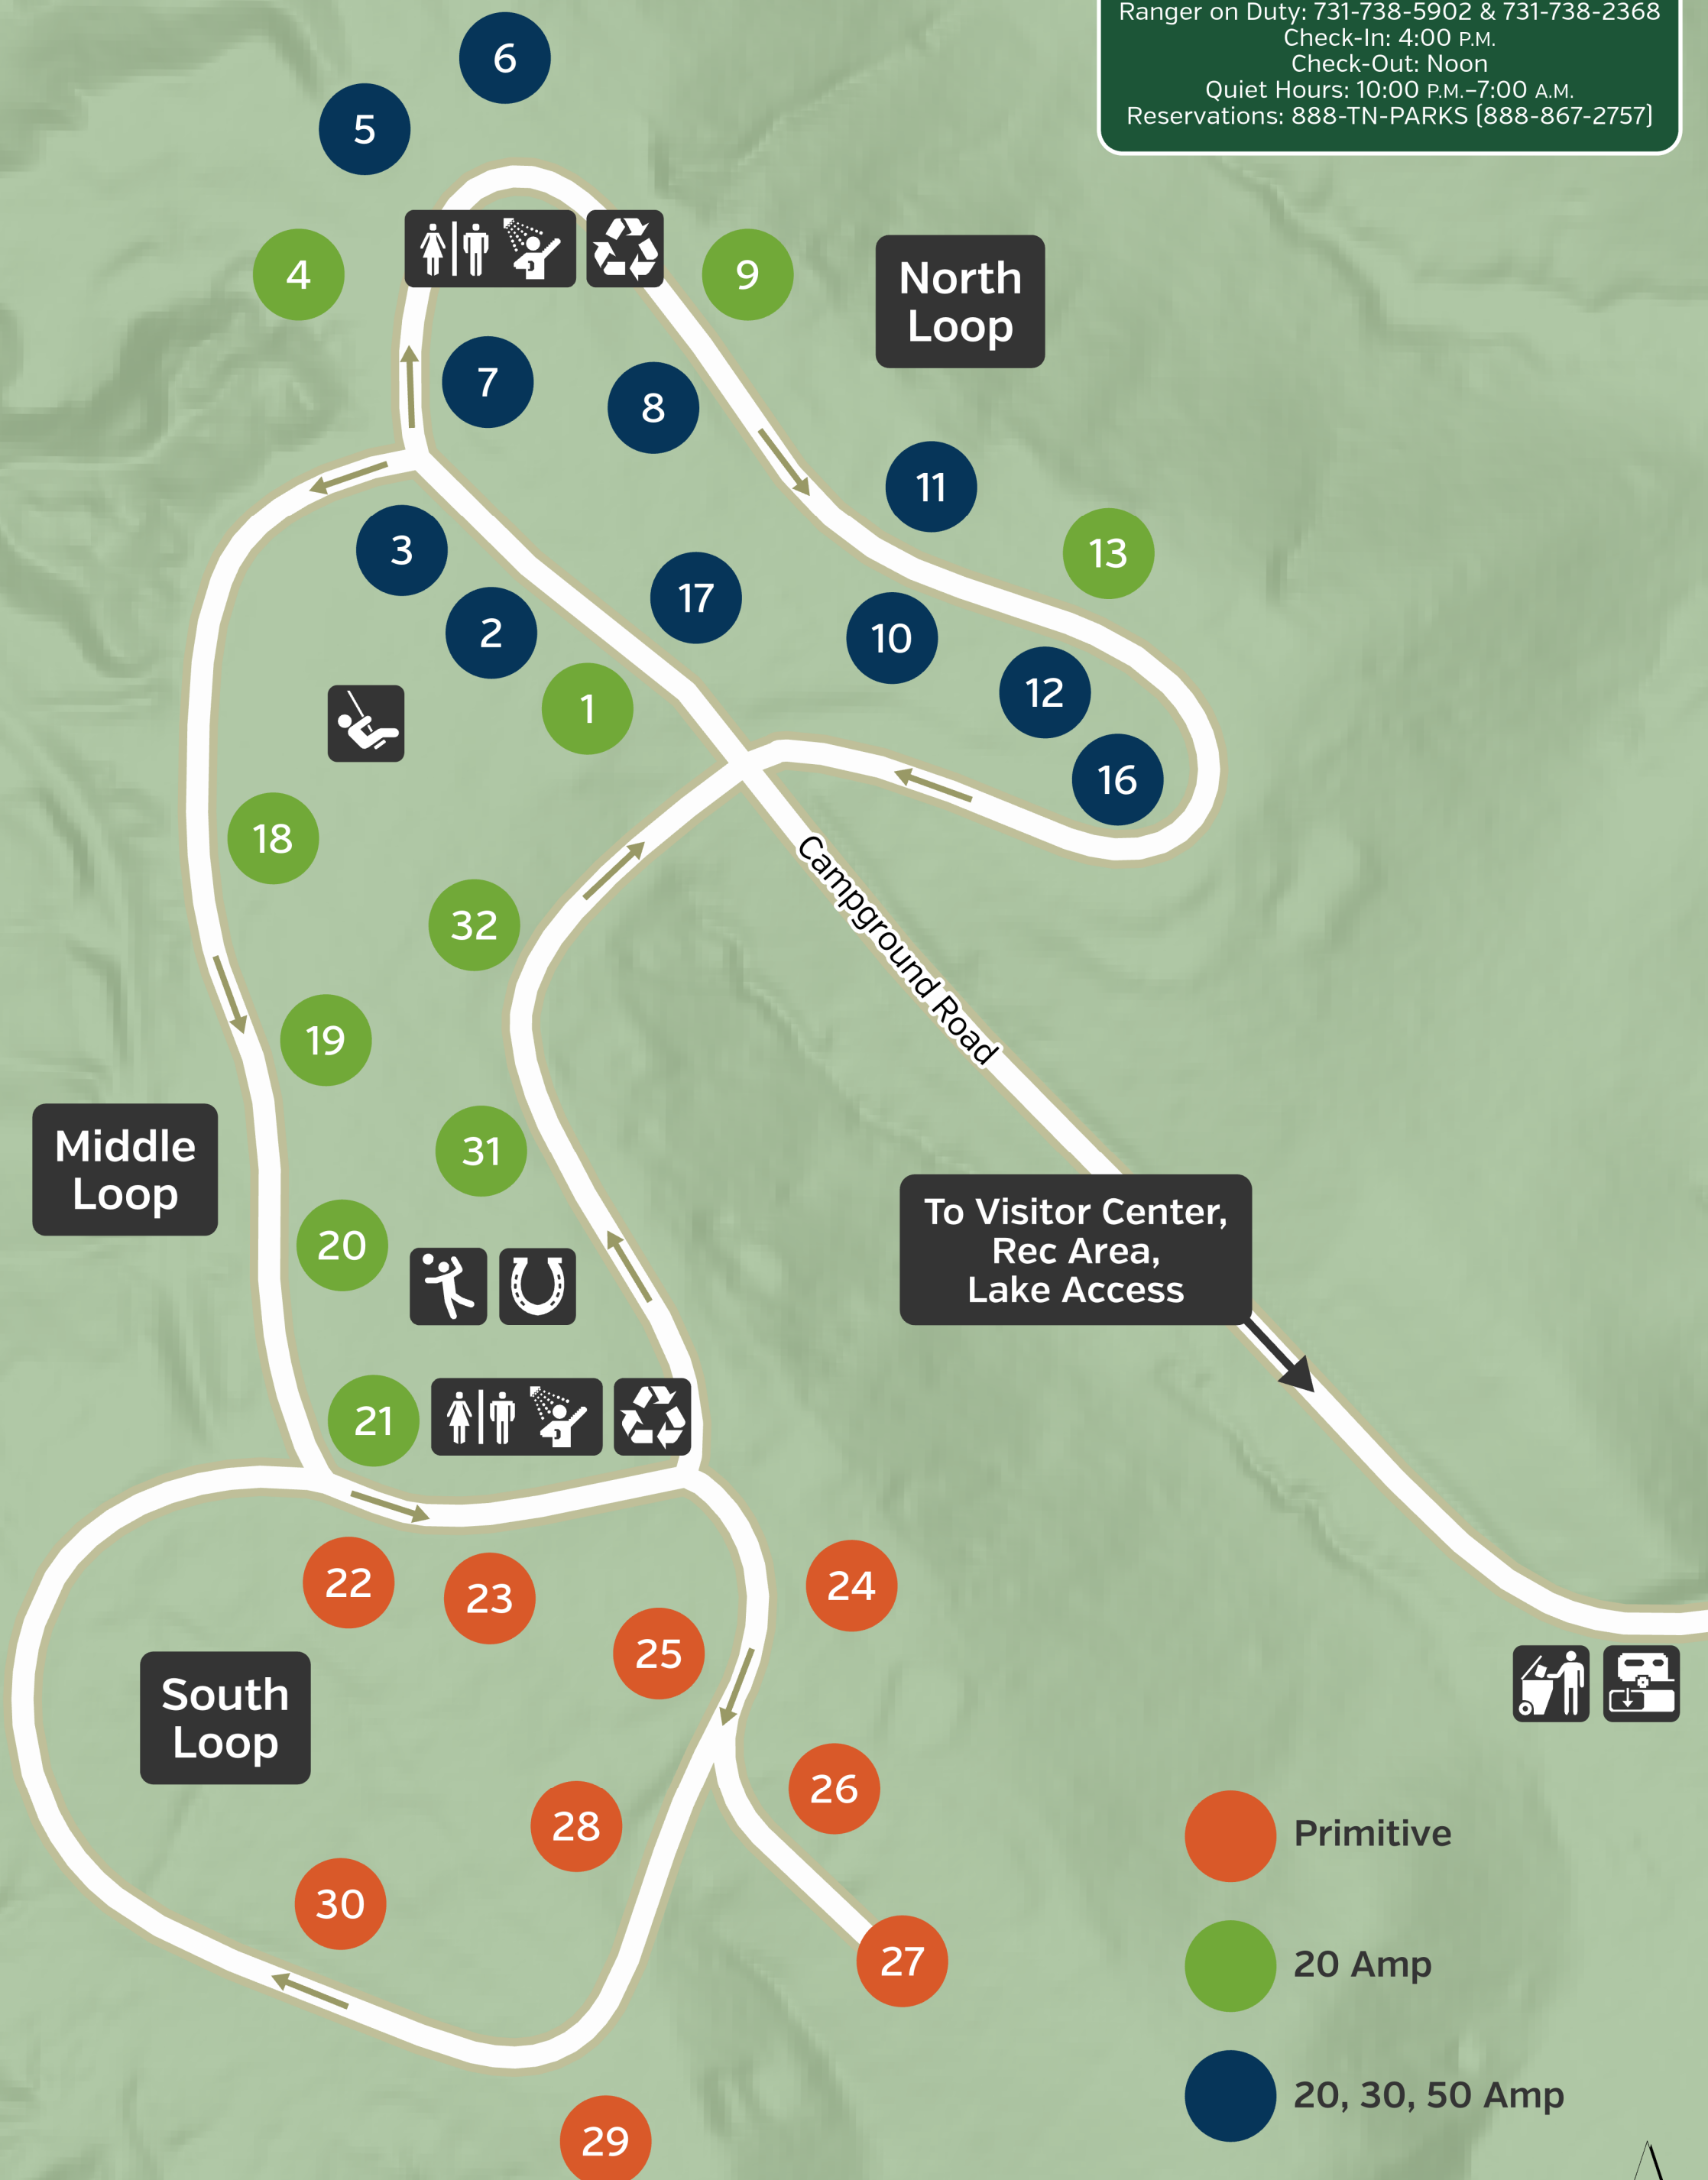 Ranger on Duty: 731-738-5902 & 731-738-2368
Check-In: 4:00 P.M.
Check-Out: Noon
Quiet Hours: 10:00 P.M.–7:00 A.M.
Reservations: 888-TN-PARKS (888-867-2757)
6
5
4
9
North
Loop
7
8
11
3
13
17
2
10
12
1
16
18
Campground Road
32
19
Middle
Loop
31
To Visitor Center,
Rec Area,
Lake Access
20
21
22
23
24
25
South
Loop
26
28
Primitive
30
27
20 Amp
20, 30, 50 Amp
29